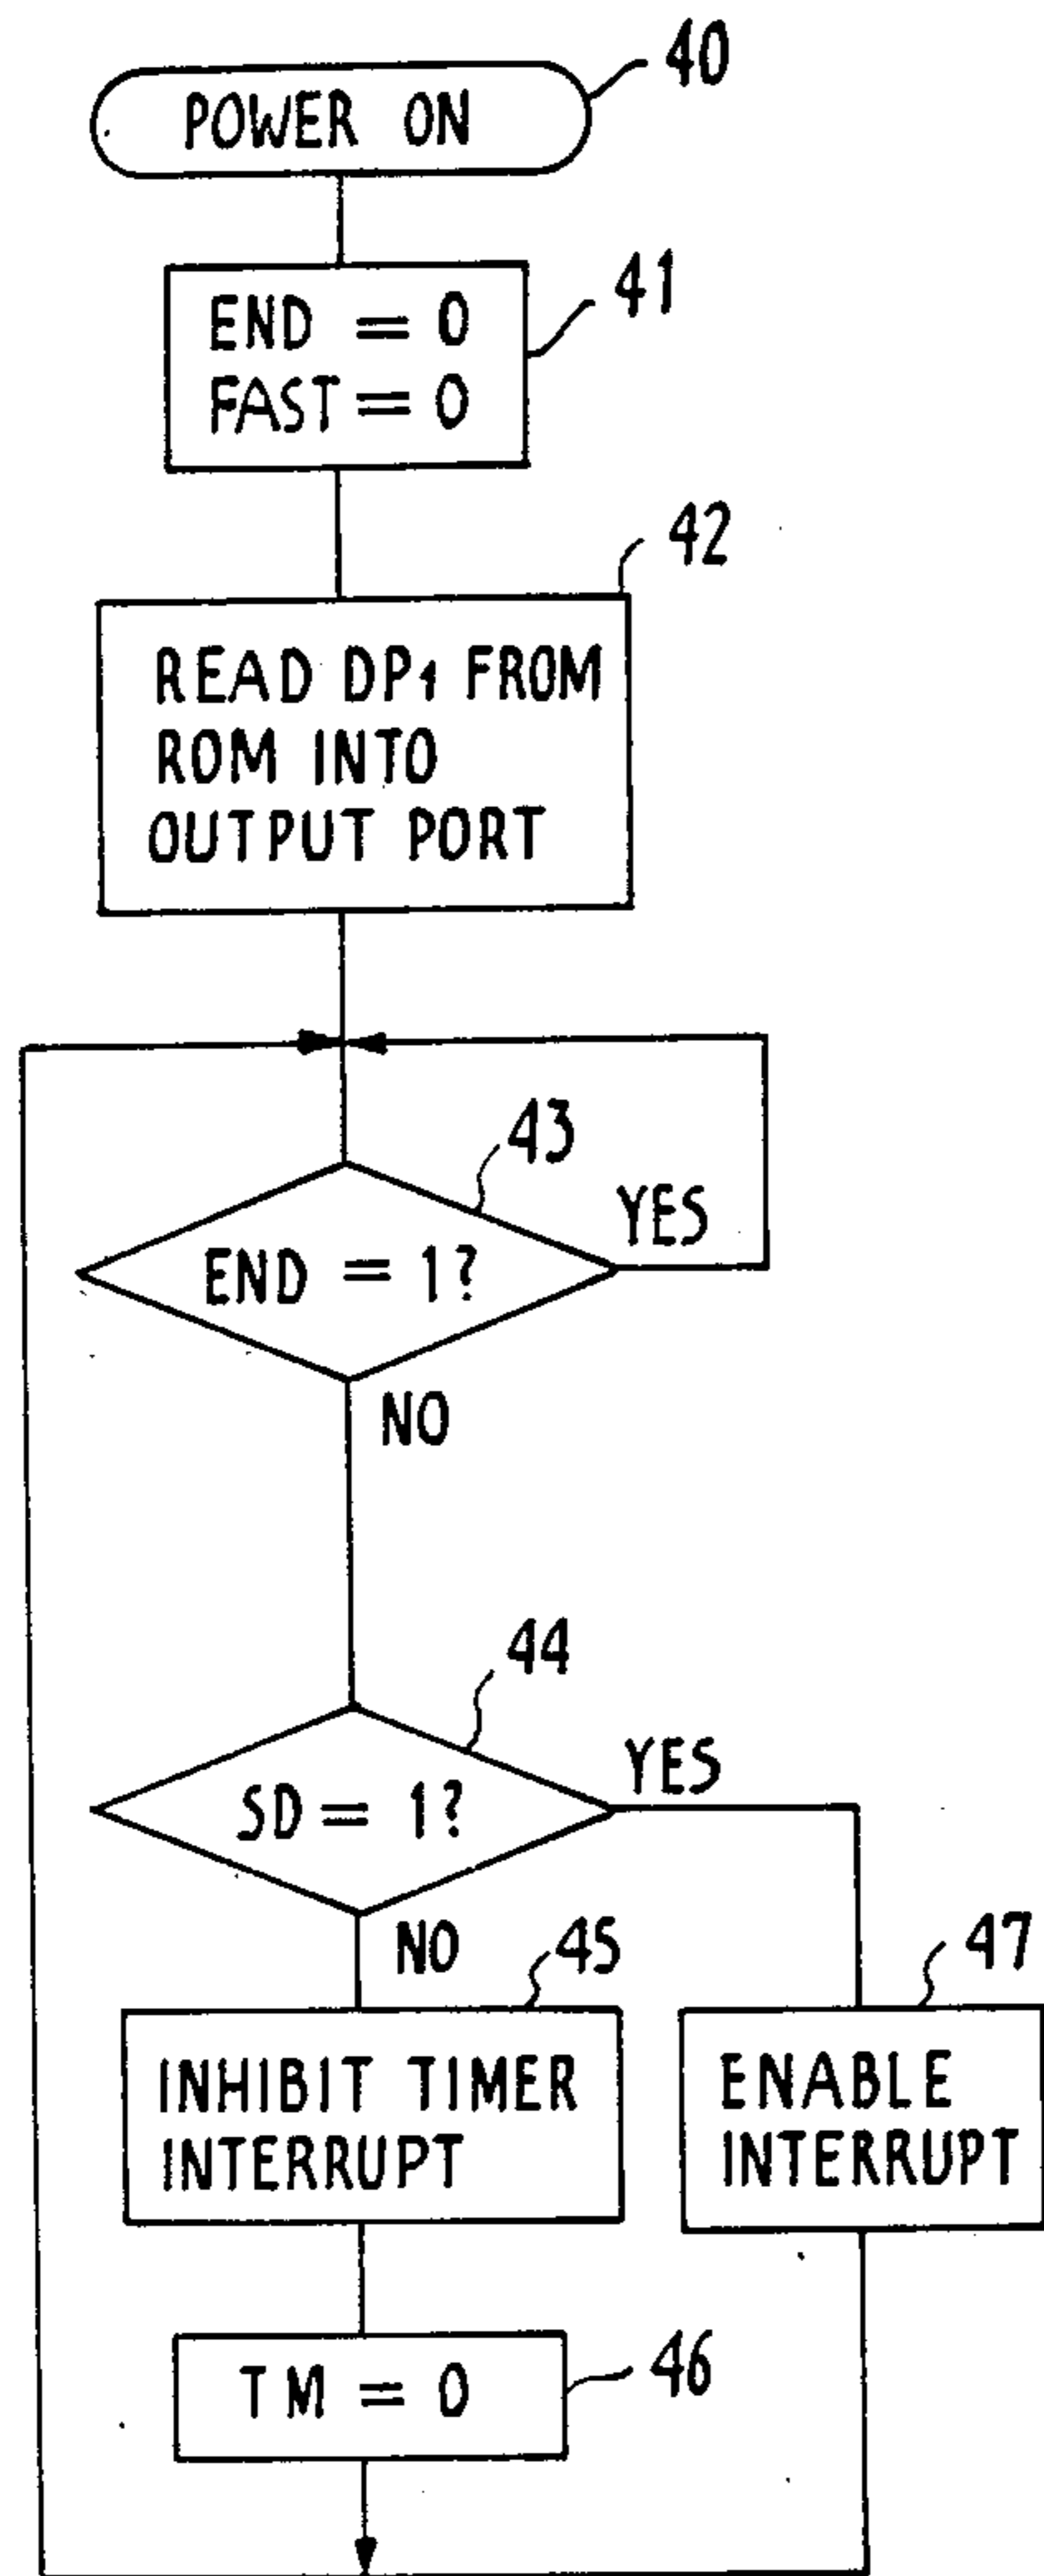 40
POWER ON
41
END = 0
FAST = 0
42
READ DP1 FROM
ROM INTO
OUTPUT PORT
43
YES
END = 1?
NO
44
YES
SD = 1?
NO
45
47
INHIBIT TIMER
INTERRUPT
ENABLE
INTERRUPT
46
TM = 0